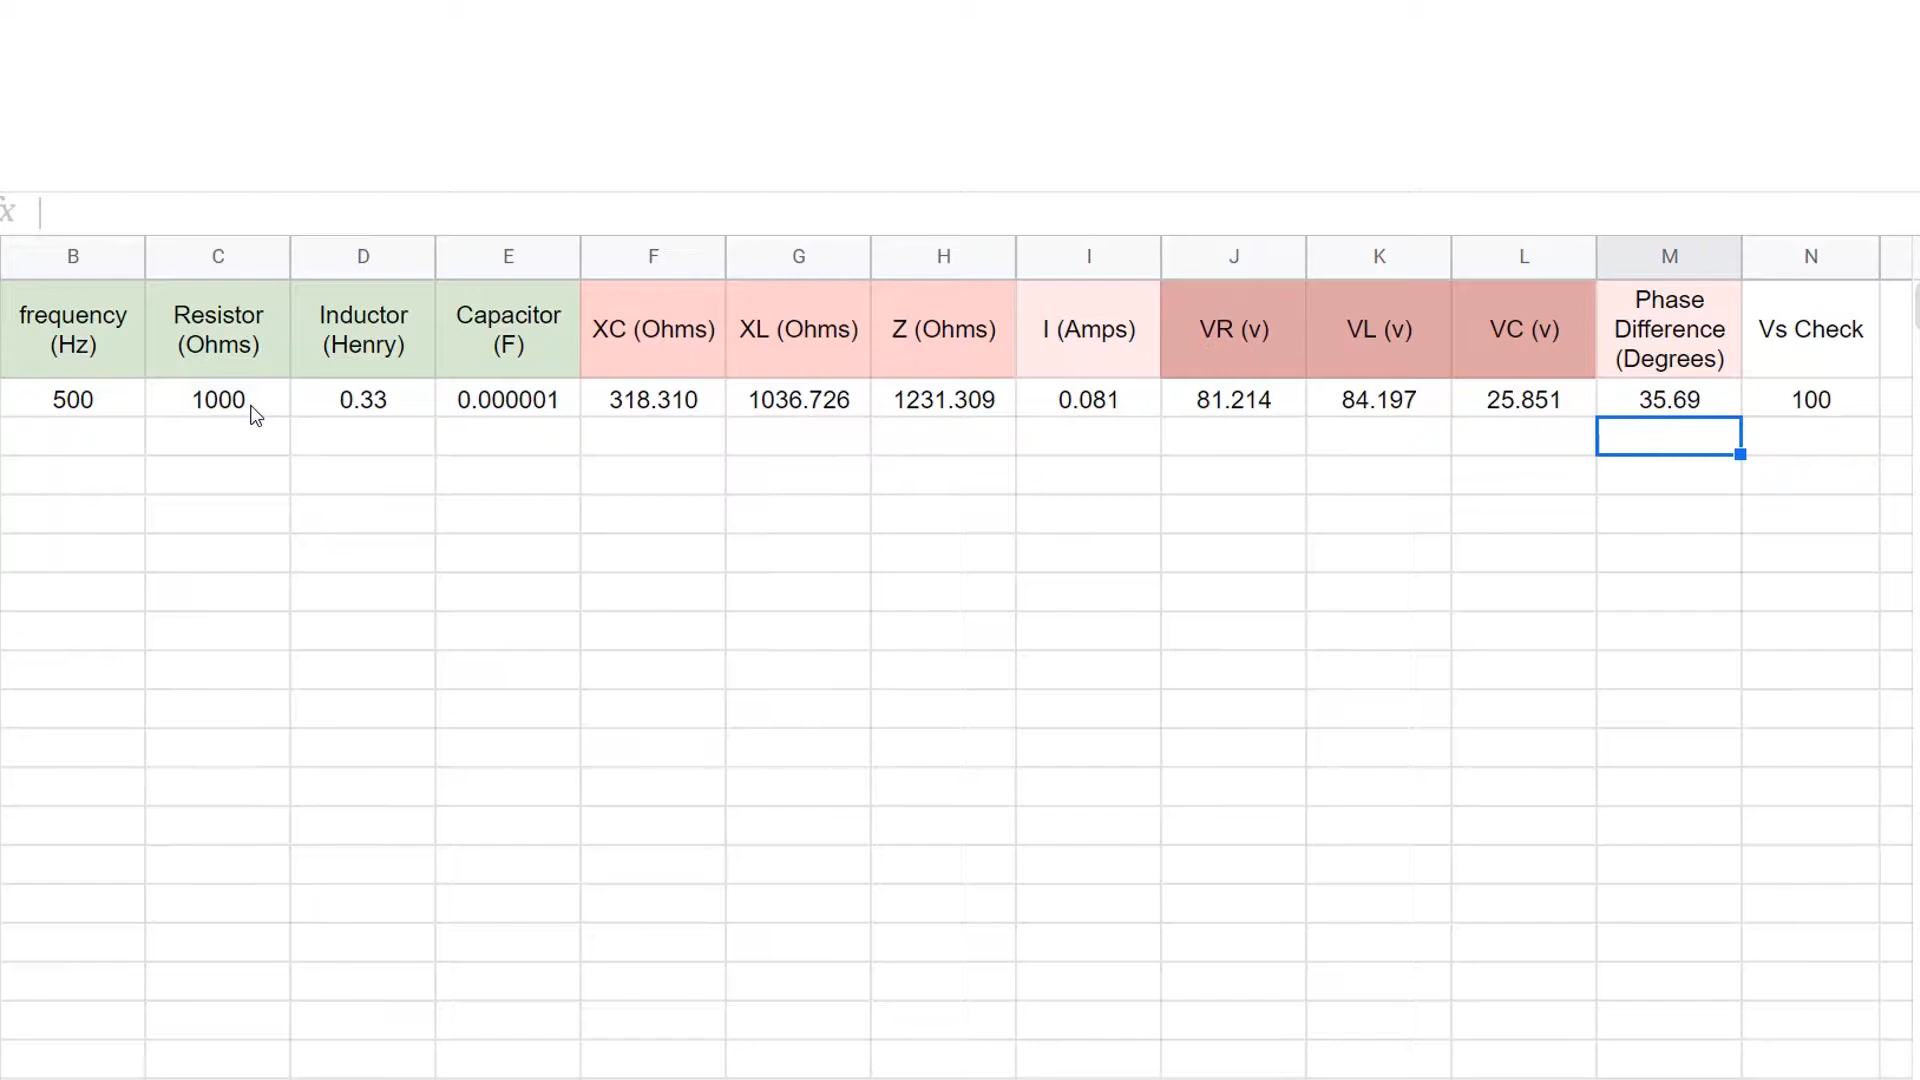 fx
B C D E F G H I J K L M N
frequency (Hz) Resistor (Ohms) Inductor (Henry) Capacitor (F) XC (Ohms) XL (Ohms) Z (Ohms) I (Amps) VR (v) VL (v) VC (v) Phase Difference (Degrees) Vs Check
500 1000 0.33 0.000001 318.310 1036.726 1231.309 0.081 81.214 84.197 25.851 35.69 100